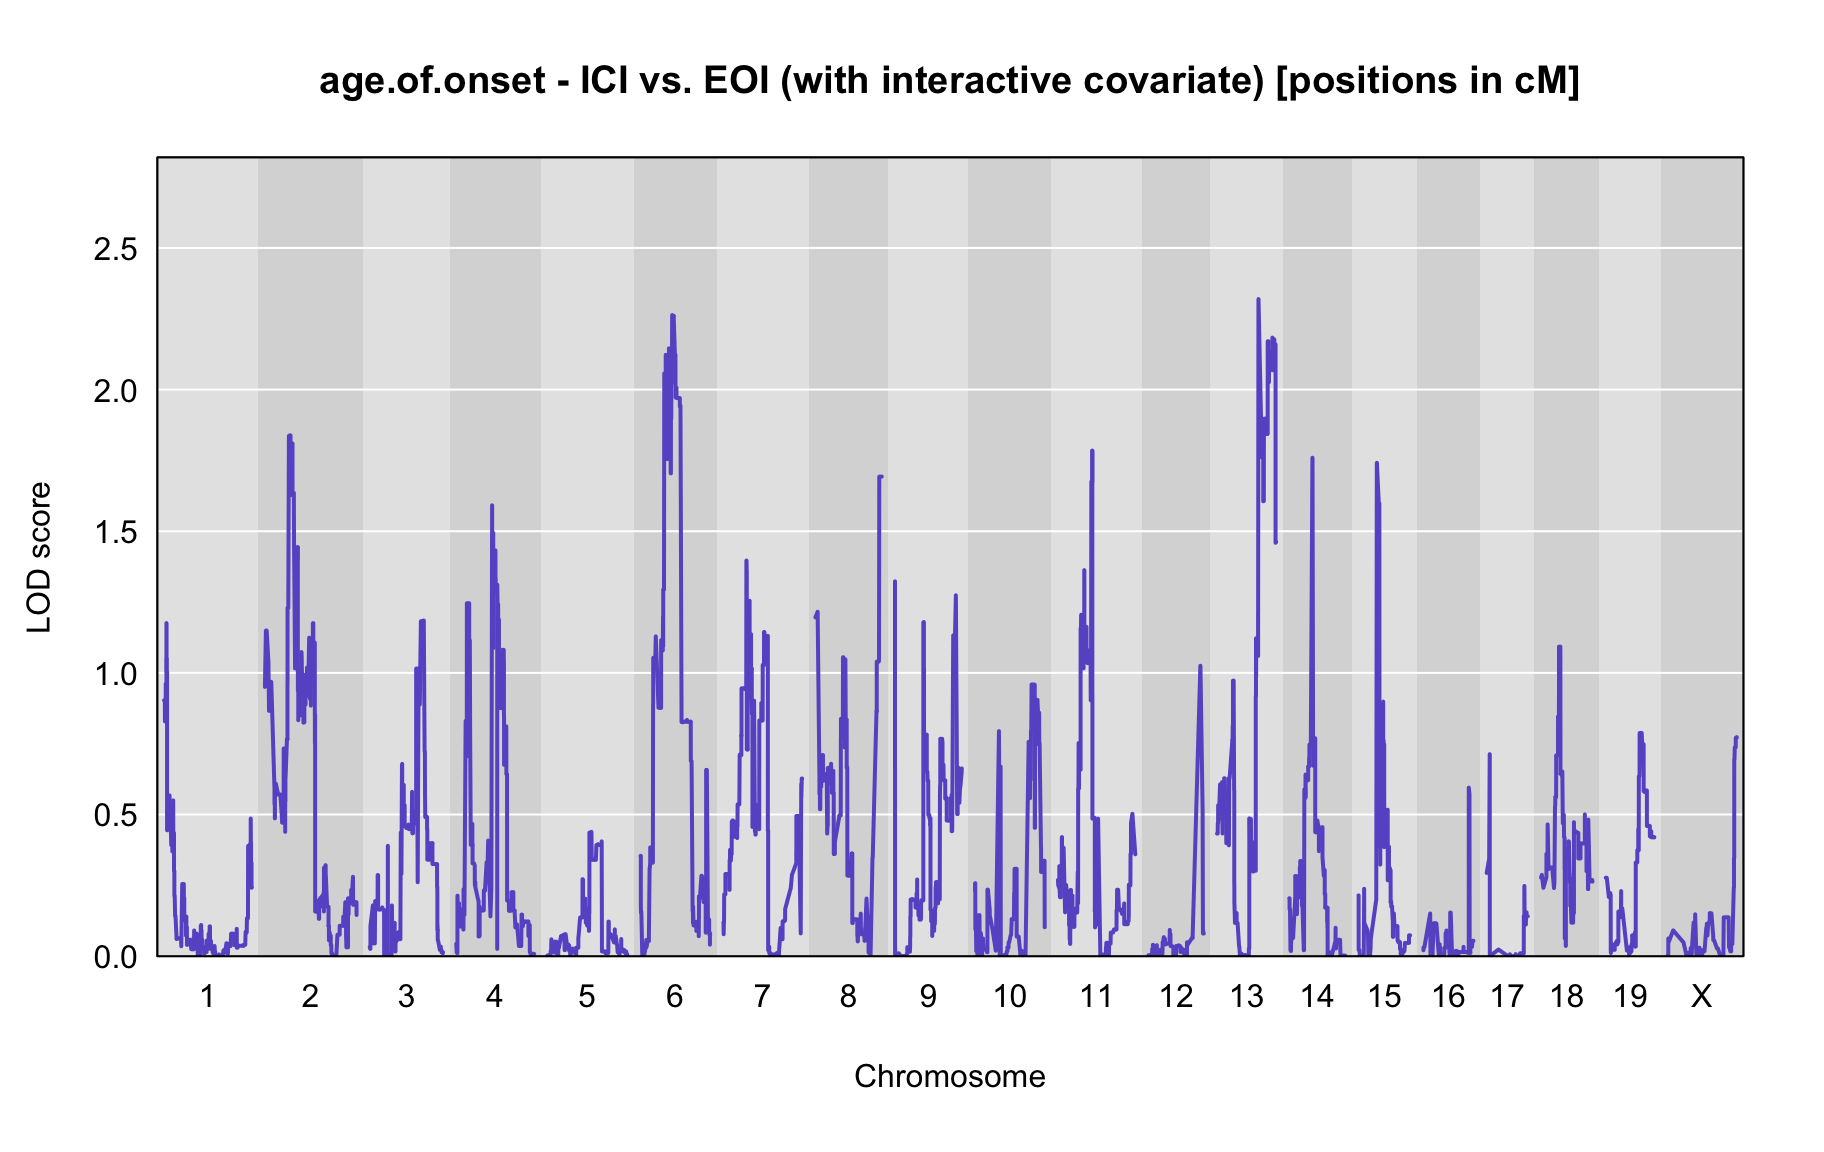 age.of.onset - ICI vs. EOI (with interactive covariate) [positions in cM]
LOD score
2.5
2.0
1.5
1.0
0.5
0.0
1 2 3 4 5 6 7 8 9 10 11 12 13 14 15 16 17 18 19 X
Chromosome